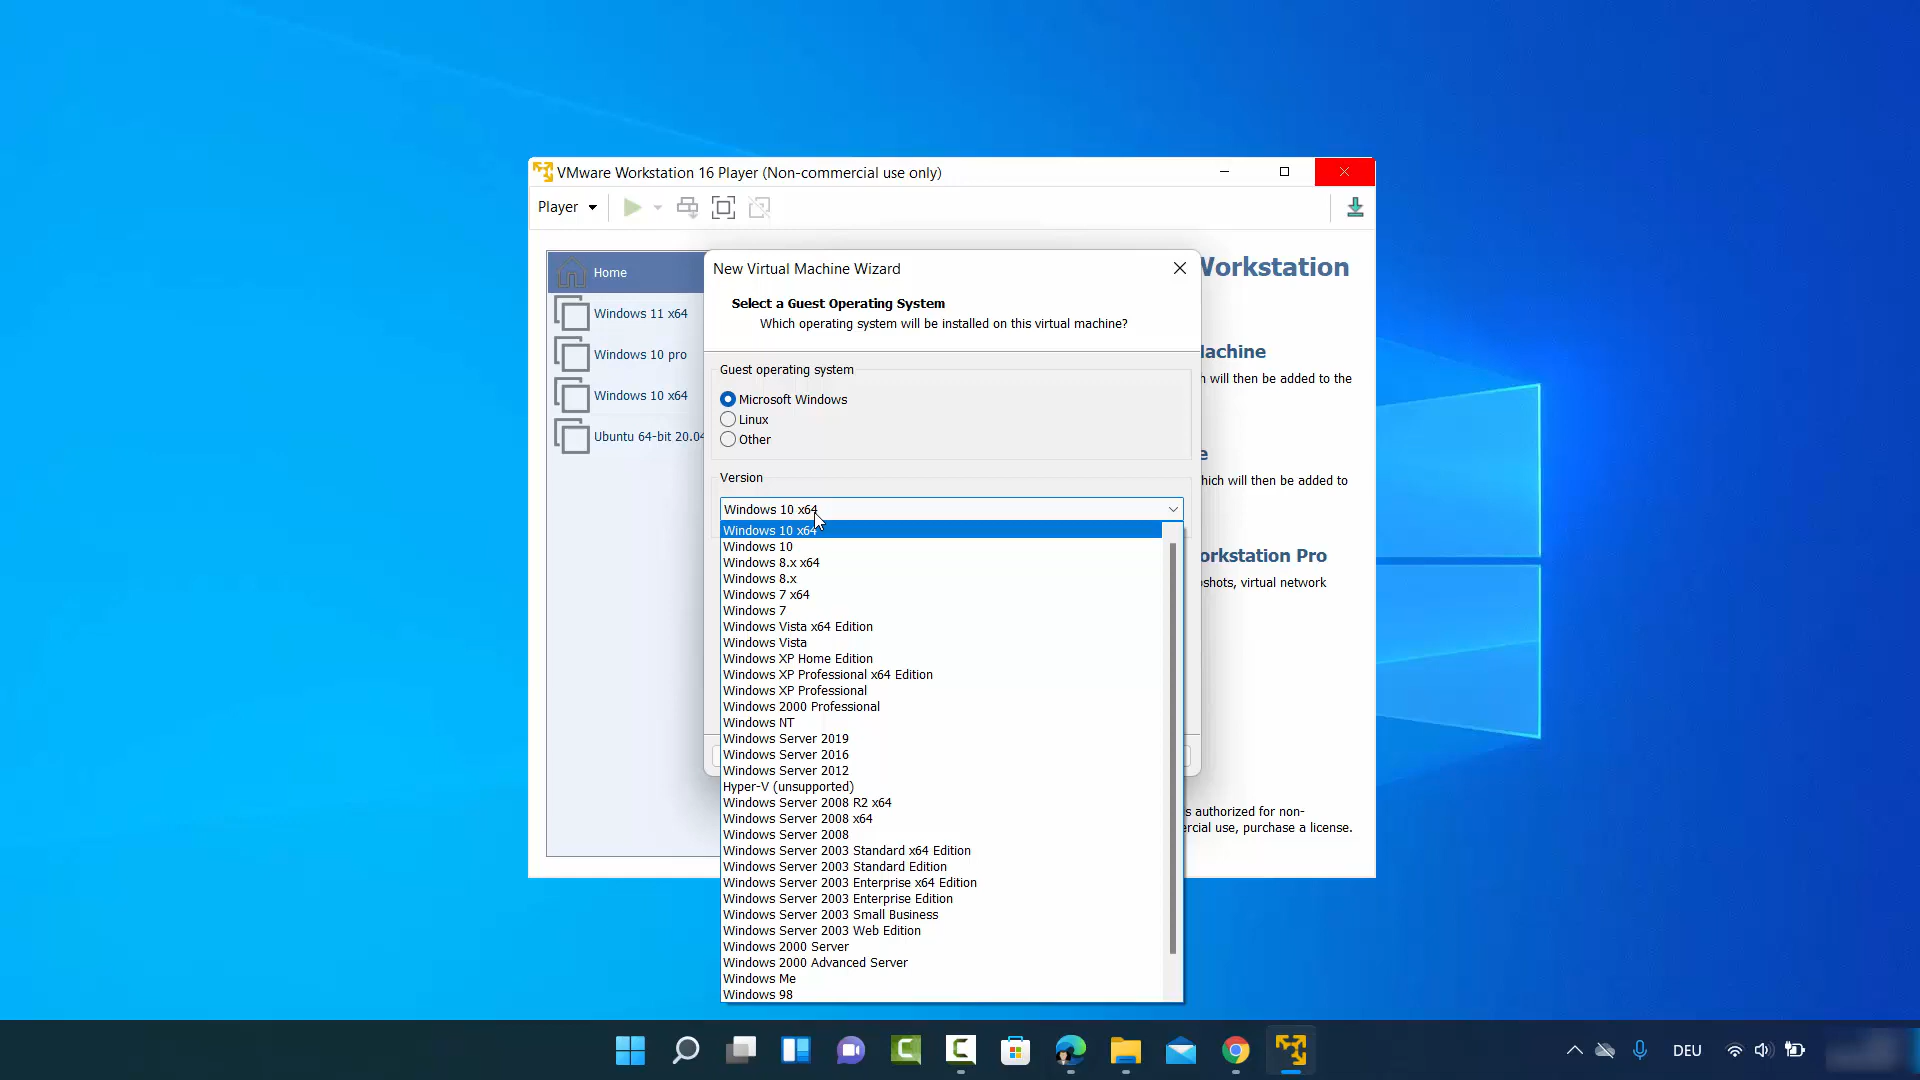 VMware Workstation 16 Player (Non-commercial use only)
Player
Home
Windows 11 x64
Windows 10 pro
Windows 10 x64
Ubuntu 64-bit 20.04
Workstation
Machine
h will then be added to the
e
hich will then be added to
orkstation Pro
shots, virtual network
s authorized for non-
ercial use, purchase a license.
New Virtual Machine Wizard
Select a Guest Operating System
Which operating system will be installed on this virtual machine?
Guest operating system
Microsoft Windows
Linux
Other
Version
Windows 10 x64
Windows 10 x64
Windows 10
Windows 8.x x64
Windows 8.x
Windows 7 x64
Windows 7
Windows Vista x64 Edition
Windows Vista
Windows XP Home Edition
Windows XP Professional x64 Edition
Windows XP Professional
Windows 2000 Professional
Windows NT
Windows Server 2019
Windows Server 2016
Windows Server 2012
Hyper-V (unsupported)
Windows Server 2008 R2 x64
Windows Server 2008 x64
Windows Server 2008
Windows Server 2003 Standard x64 Edition
Windows Server 2003 Standard Edition
Windows Server 2003 Enterprise x64 Edition
Windows Server 2003 Enterprise Edition
Windows Server 2003 Small Business
Windows Server 2003 Web Edition
Windows 2000 Server
Windows 2000 Advanced Server
Windows Me
Windows 98
DEU